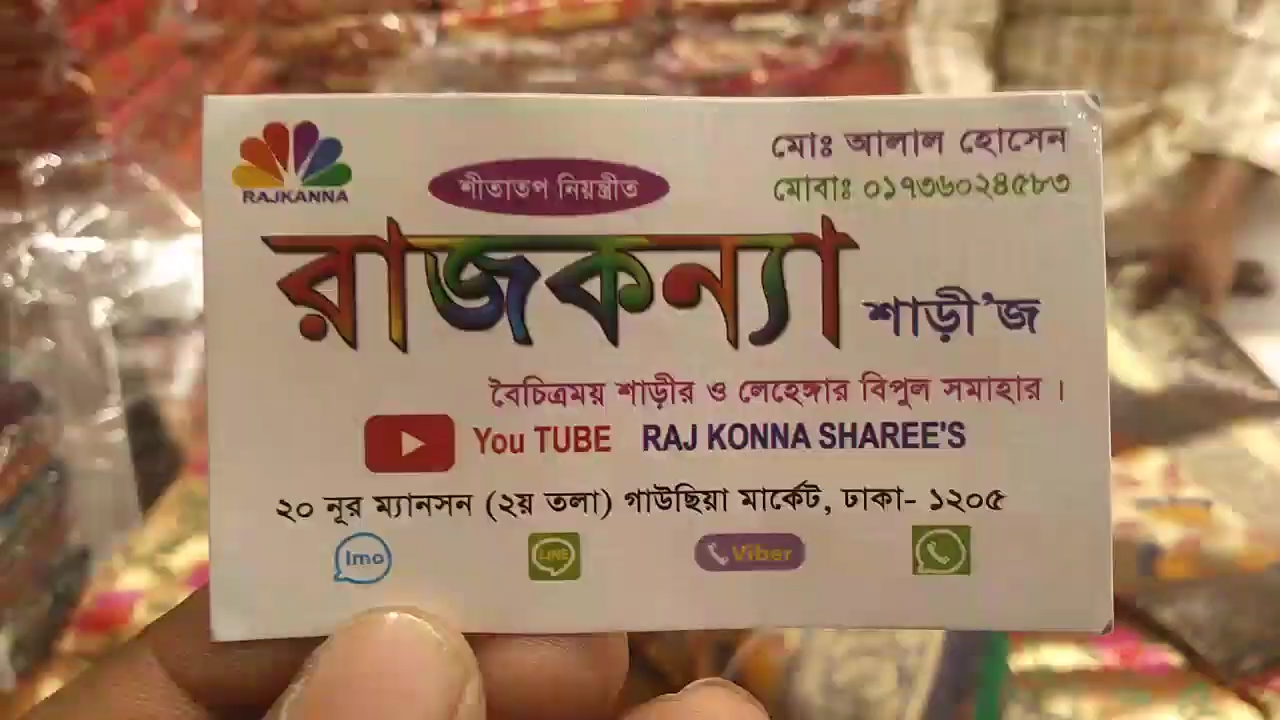 RAJKANNA
শীতাতপ নিয়ন্ত্রীত
মোঃ আলাল হোসেন
মোবাঃ ০১৭৩৬০২৪৫৮৩
রাজকন্যা শাড়ী'জ
বৈচিত্রময় শাড়ীর ও লেহেঙ্গার বিপুল সমাহার ।
You TUBE RAJ KONNA SHAREE'S
২০ নূর ম্যানসন (২য় তলা) গাউছিয়া মার্কেট, ঢাকা- ১২০৫
Imo LINE Viber